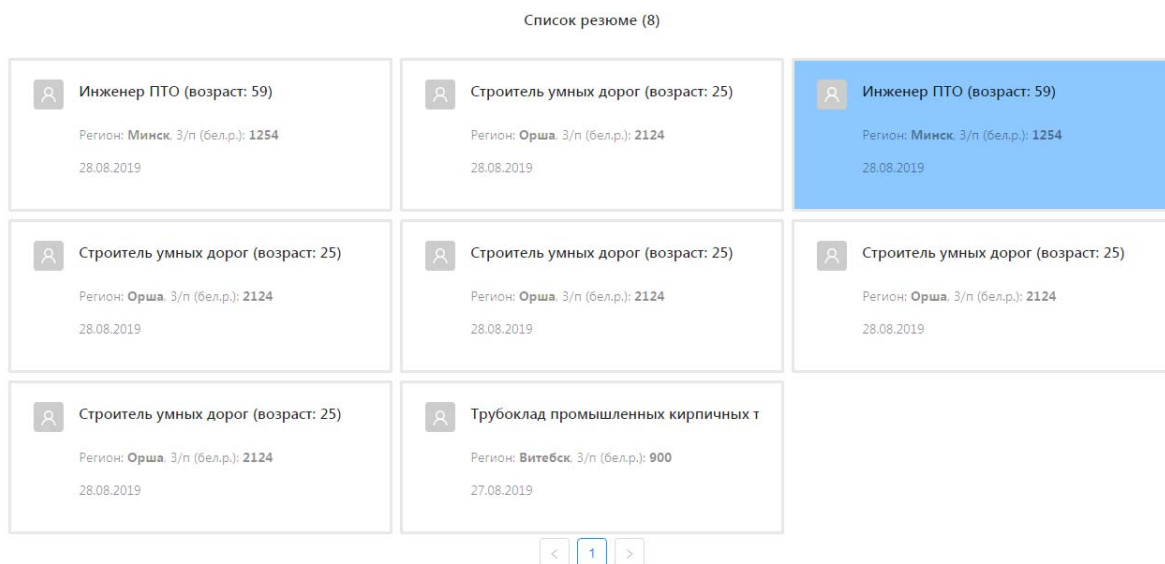 Список резюме (8)
Инженер ПТО (возраст: 59)
Регион: Минск, З/п (бел.р.): 1254
28.08.2019
Строитель умных дорог (возраст: 25)
Регион: Орша, З/п (бел.р.): 2124
28.08.2019
Инженер ПТО (возраст: 59)
Регион: Минск, З/п (бел.р.): 1254
28.08.2019
Строитель умных дорог (возраст: 25)
Регион: Орша, З/п (бел.р.): 2124
28.08.2019
Строитель умных дорог (возраст: 25)
Регион: Орша, З/п (бел.р.): 2124
28.08.2019
Строитель умных дорог (возраст: 25)
Регион: Орша, З/п (бел.р.): 2124
28.08.2019
Строитель умных дорог (возраст: 25)
Регион: Орша, З/п (бел.р.): 2124
28.08.2019
Трубоклад промышленных кирпичных т
Регион: Витебск, З/п (бел.р.): 900
27.08.2019
< 1 >